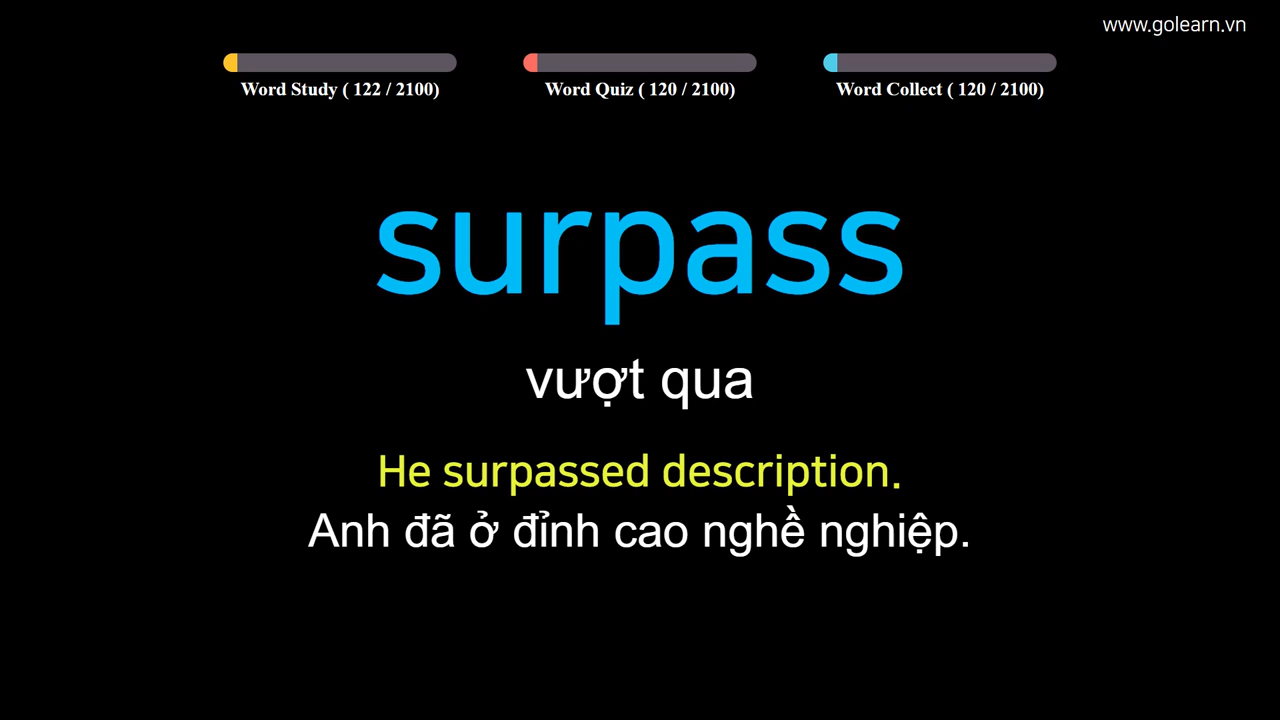 www.golearn.vn
Word Study ( 122 / 2100)
Word Quiz ( 120 / 2100)
Word Collect ( 120 / 2100)
surpass
vượt qua
He surpassed description.
Anh đã ở đỉnh cao nghề nghiệp.